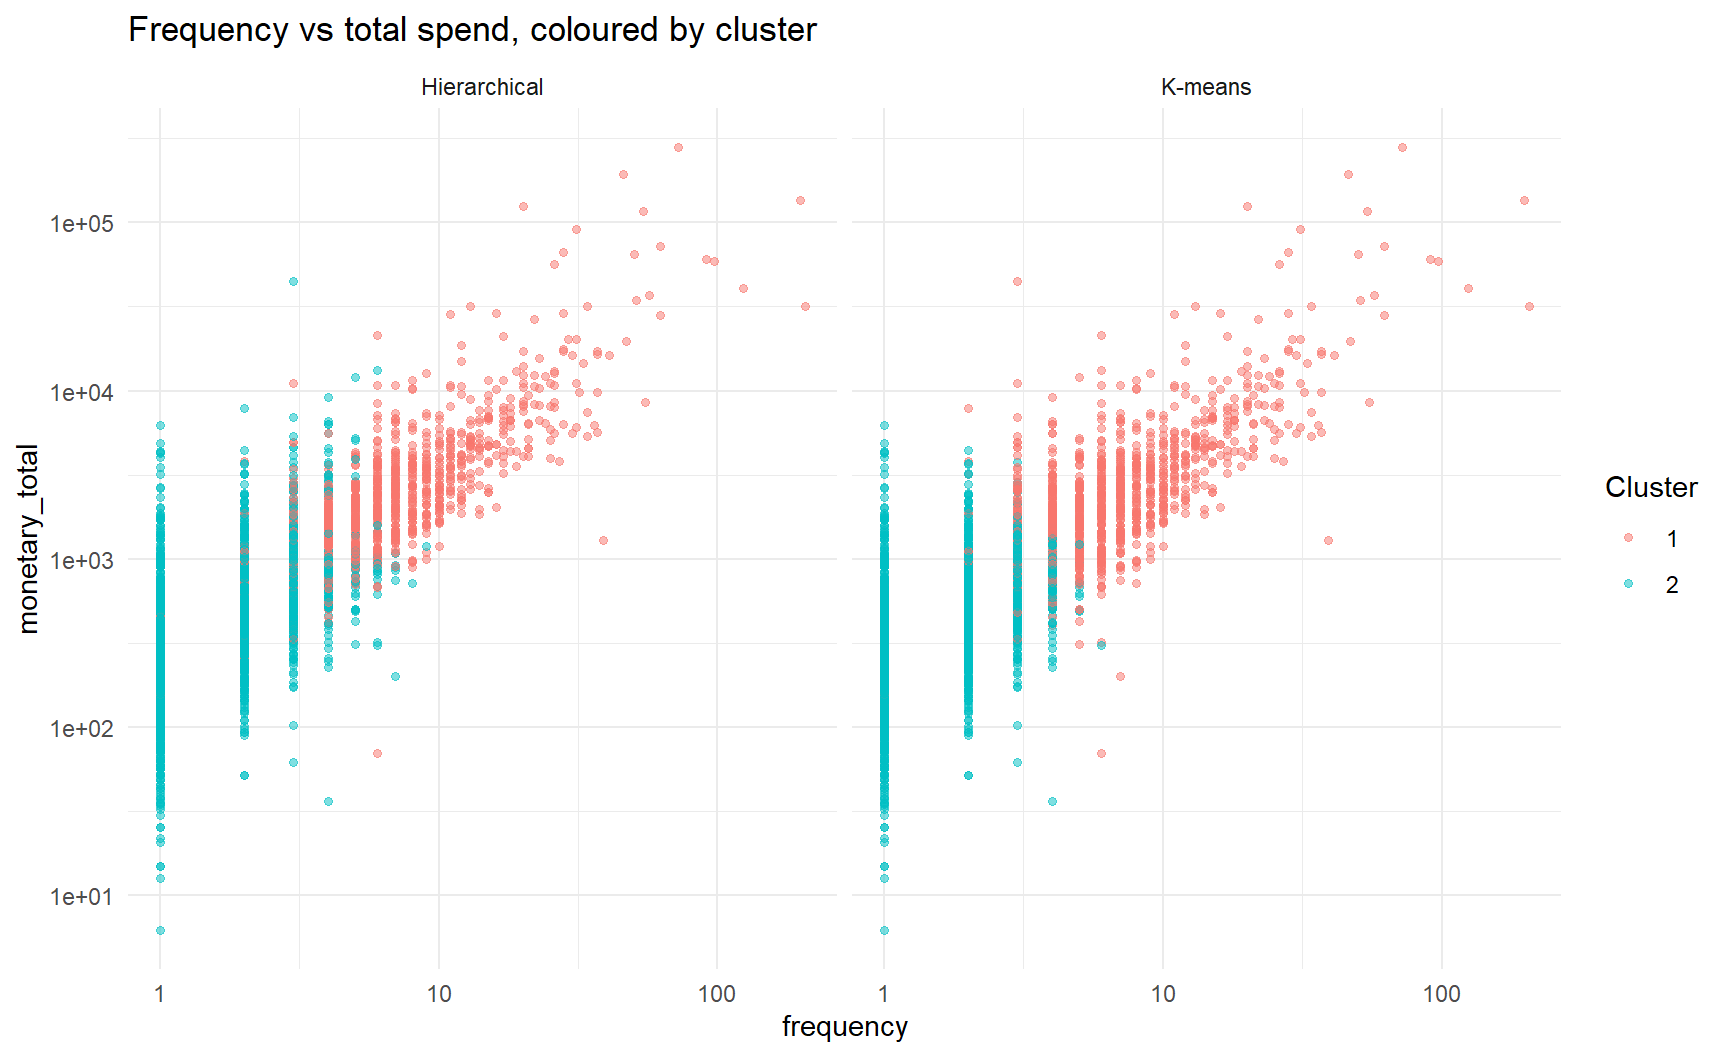 Frequency vs total spend, coloured by cluster
Hierarchical
K-means
monetary_total
1e+05
1e+04
1e+03
1e+02
1e+01
1
10
100
1
10
100
frequency
Cluster
1
2